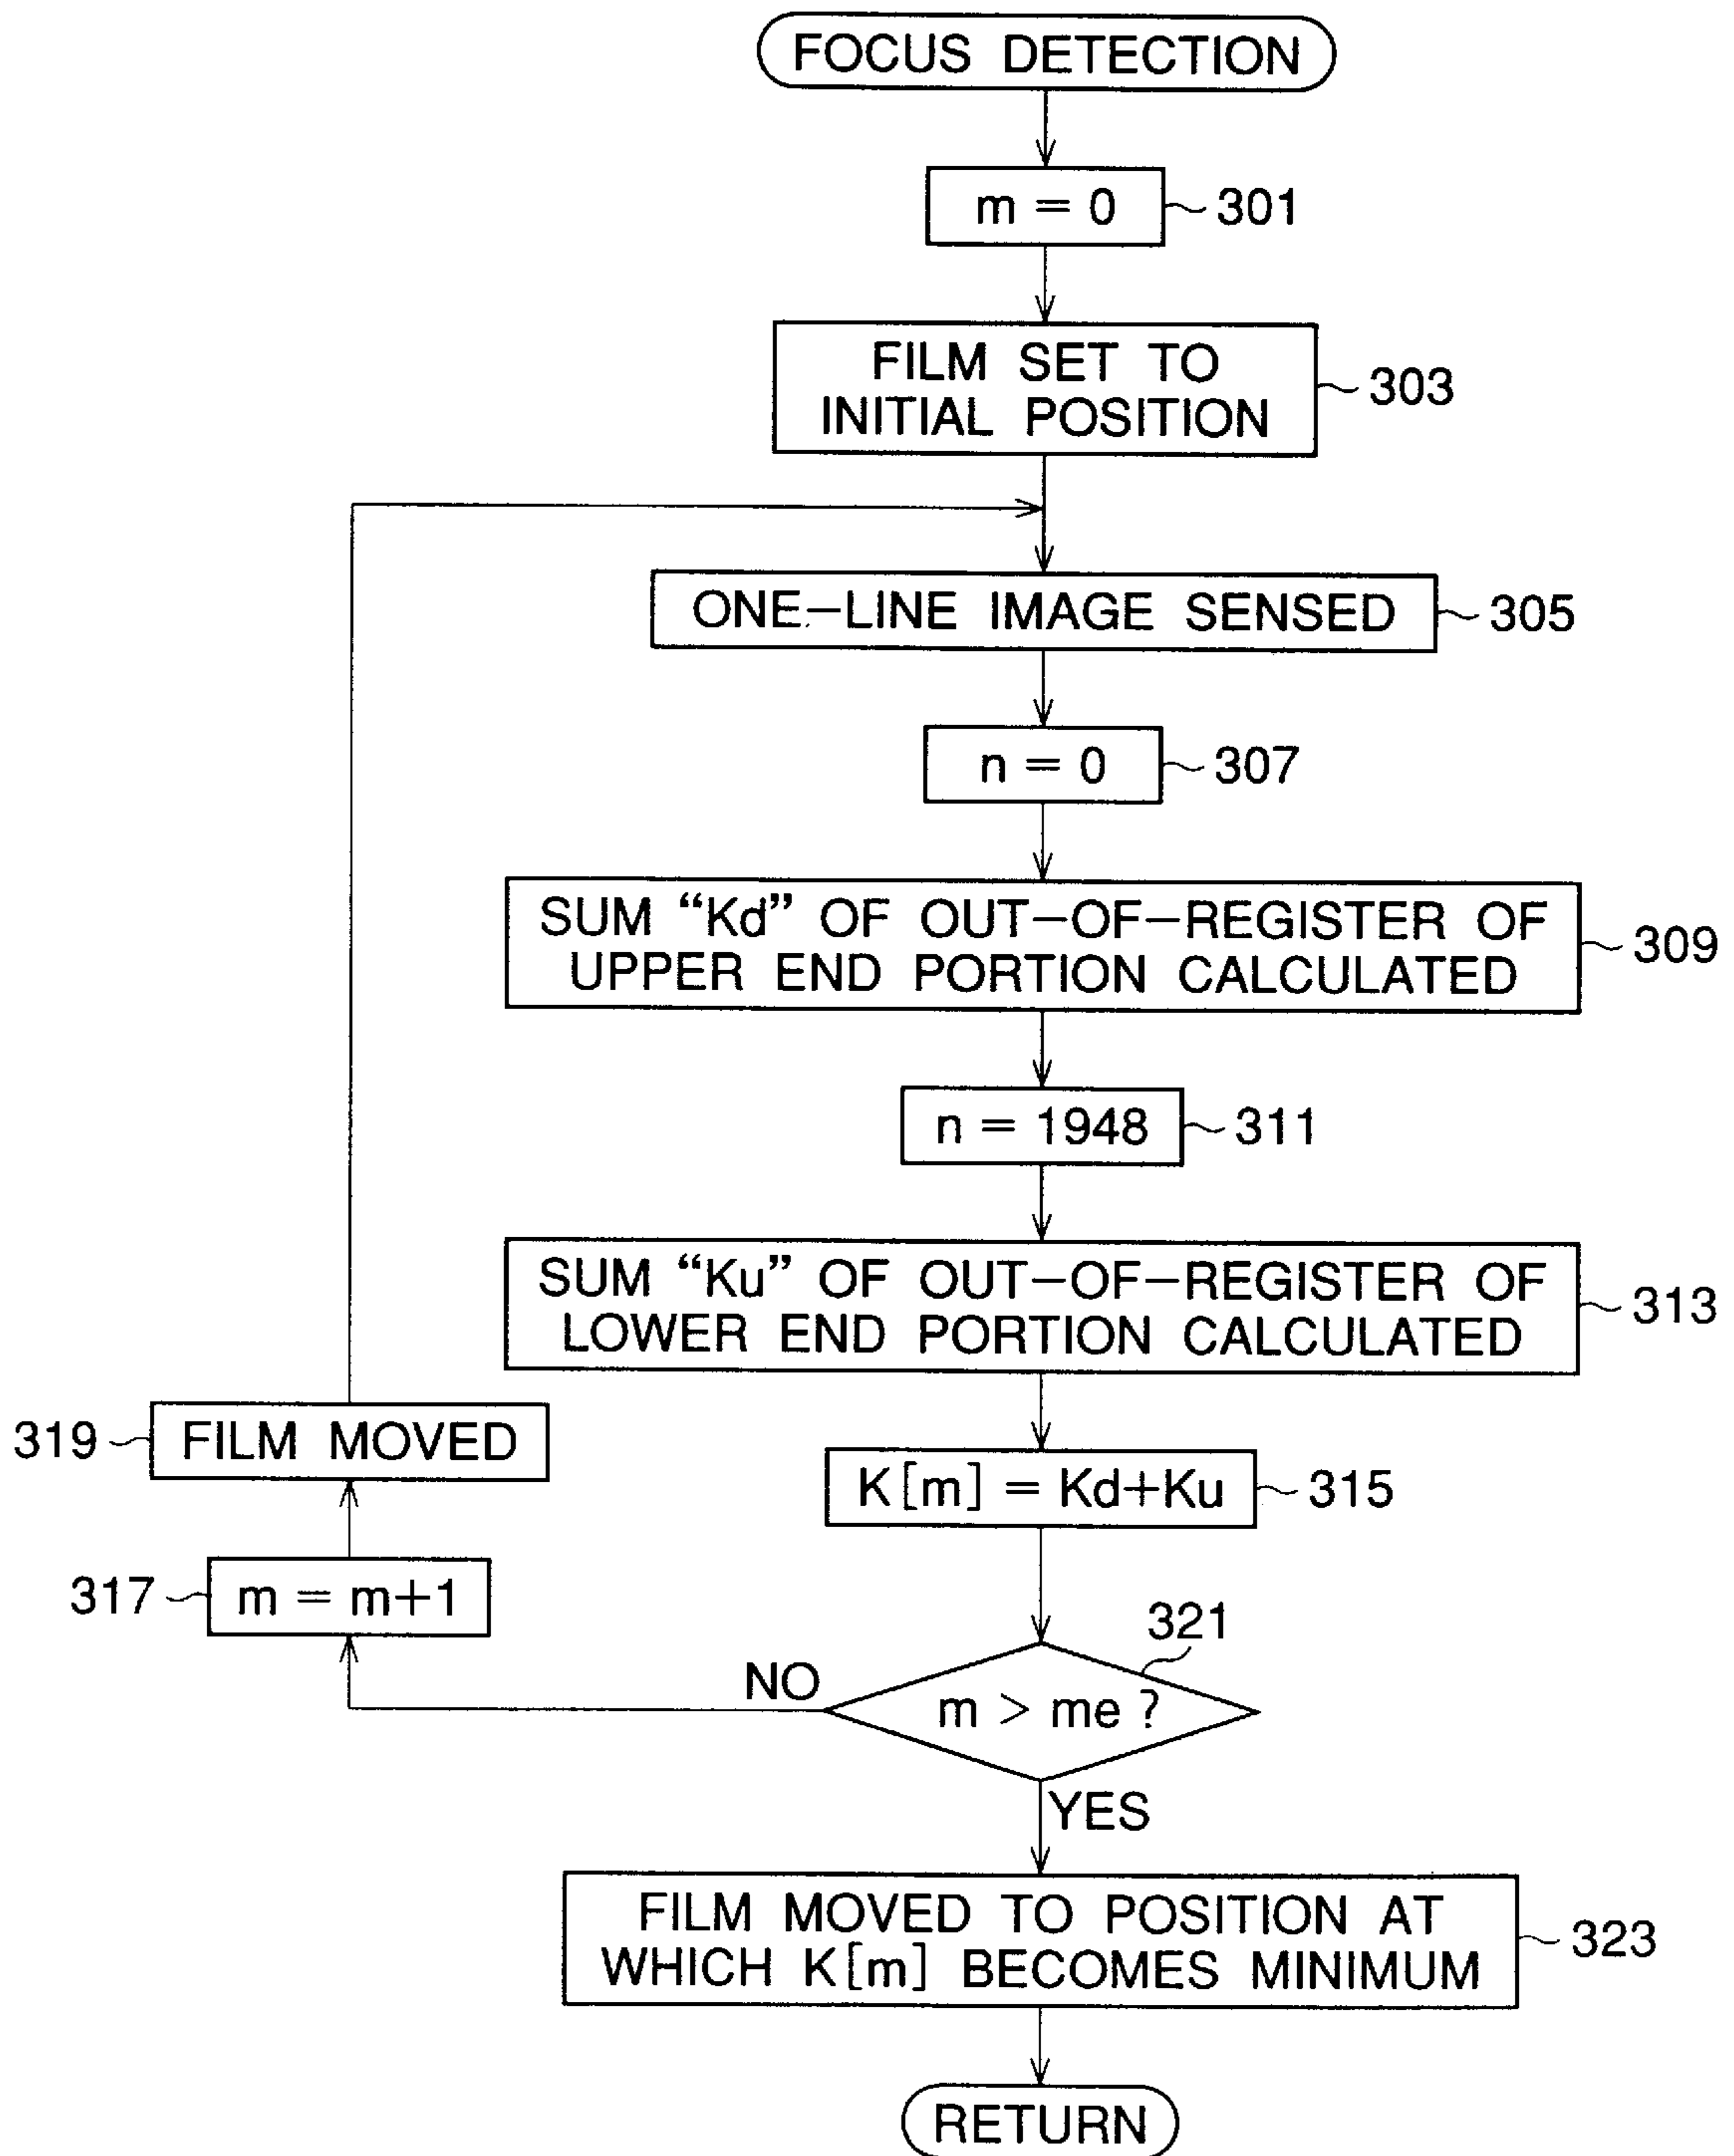 FOCUS DETECTION
m = 0
301
FILM SET TO
INITIAL POSITION
303
ONE-LINE IMAGE SENSED
305
n = 0
307
SUM “Kd” OF OUT-OF-REGISTER OF
UPPER END PORTION CALCULATED
309
n = 1948
311
SUM “Ku” OF OUT-OF-REGISTER OF
LOWER END PORTION CALCULATED
313
K[m] = Kd+Ku
315
m > me ?
321
NO
m = m+1
317
FILM MOVED
319
YES
FILM MOVED TO POSITION AT
WHICH K[m] BECOMES MINIMUM
323
RETURN